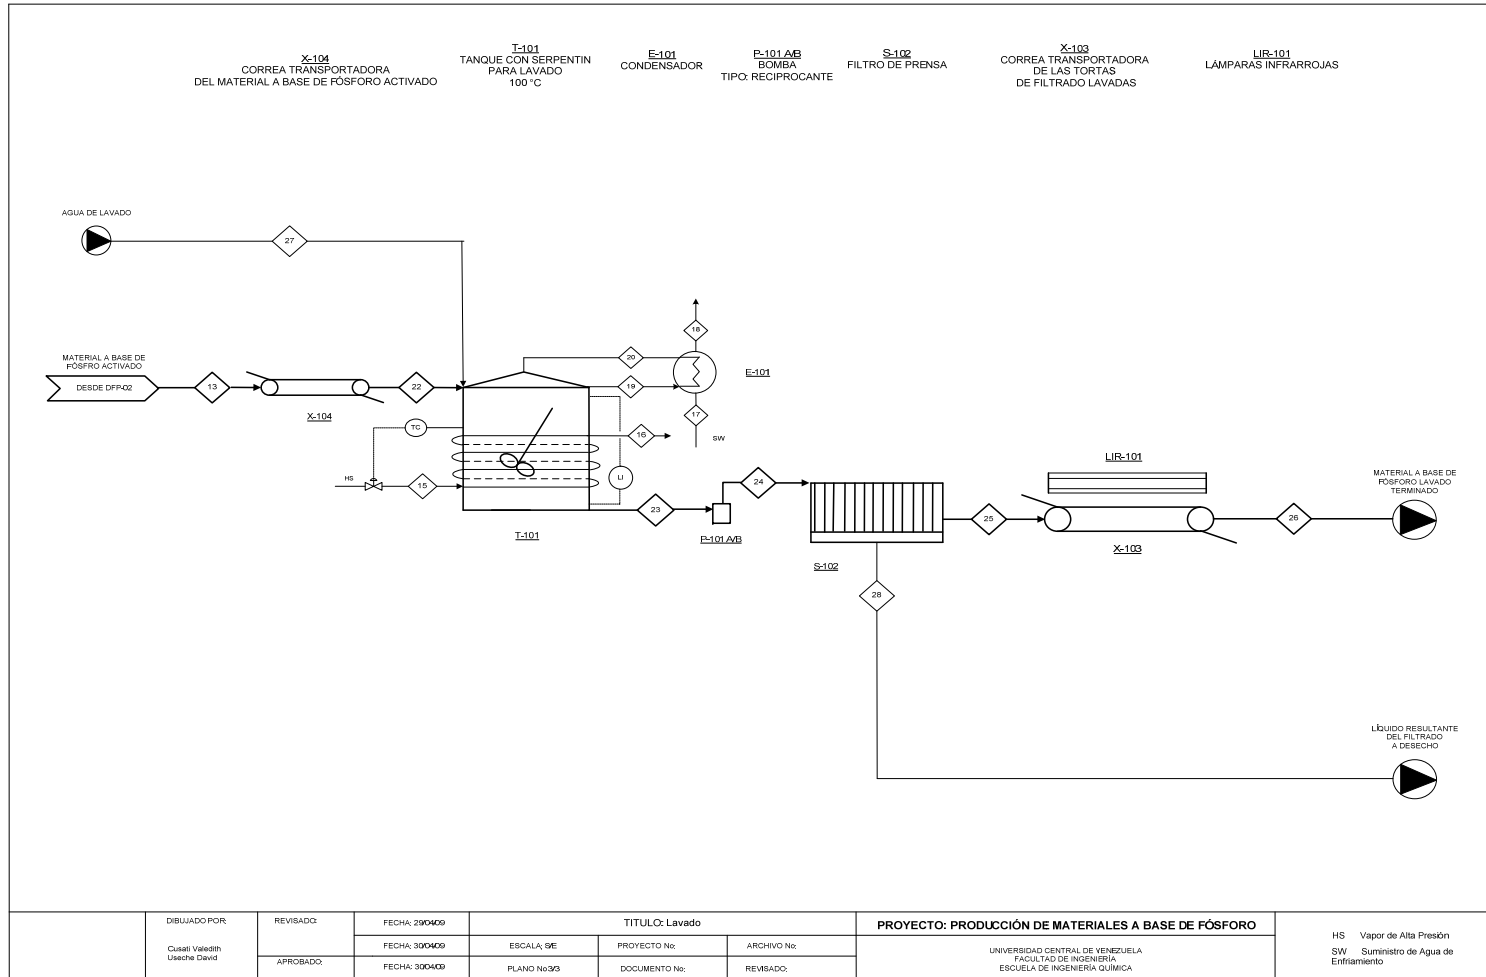 X-104
CORREA TRANSPORTADORA
DEL MATERIAL A BASE DE FÓSFORO ACTIVADO
T-101
TANQUE CON SERPENTIN
PARA LAVADO
100 °C
E-101
CONDENSADOR
P-101 A/B
BOMBA
TIPO: RECIPROCANTE
S-102
FILTRO DE PRENSA
X-103
CORREA TRANSPORTADORA
DE LAS TORTAS
DE FILTRADO LAVADAS
LIR-101
LÁMPARAS INFRARROJAS
AGUA DE LAVADO
27
18
MATERIAL A BASE DE
FÓSFRO ACTIVADO
DESDE DFP-02
13
X-104
22
20
19
E-101
17
SW
TC
16
HS
15
LI
T-101
23
P-101 A/B
24
S-102
25
LIR-101
X-103
26
MATERIAL A BASE DE
FÓSFORO LAVADO
TERMINADO
28
LÍQUIDO RESULTANTE
DEL FILTRADO
A DESECHO
DIBUJADO POR:
Cusati Valedith
Useche David
REVISADO:
APROBADO:
FECHA: 29/04/09
FECHA: 30/04/09
FECHA: 30/04/09
TITULO: Lavado
ESCALA: S/E
PROYECTO No:
ARCHIVO No:
PLANO No:3/3
DOCUMENTO No:
REVISADO:
PROYECTO: PRODUCCIÓN DE MATERIALES A BASE DE FÓSFORO
UNIVERSIDAD CENTRAL DE VENEZUELA
FACULTAD DE INGENIERÍA
ESCUELA DE INGENIERÍA QUÍMICA
HS Vapor de Alta Presión
SW Suministro de Agua de
Enfriamiento